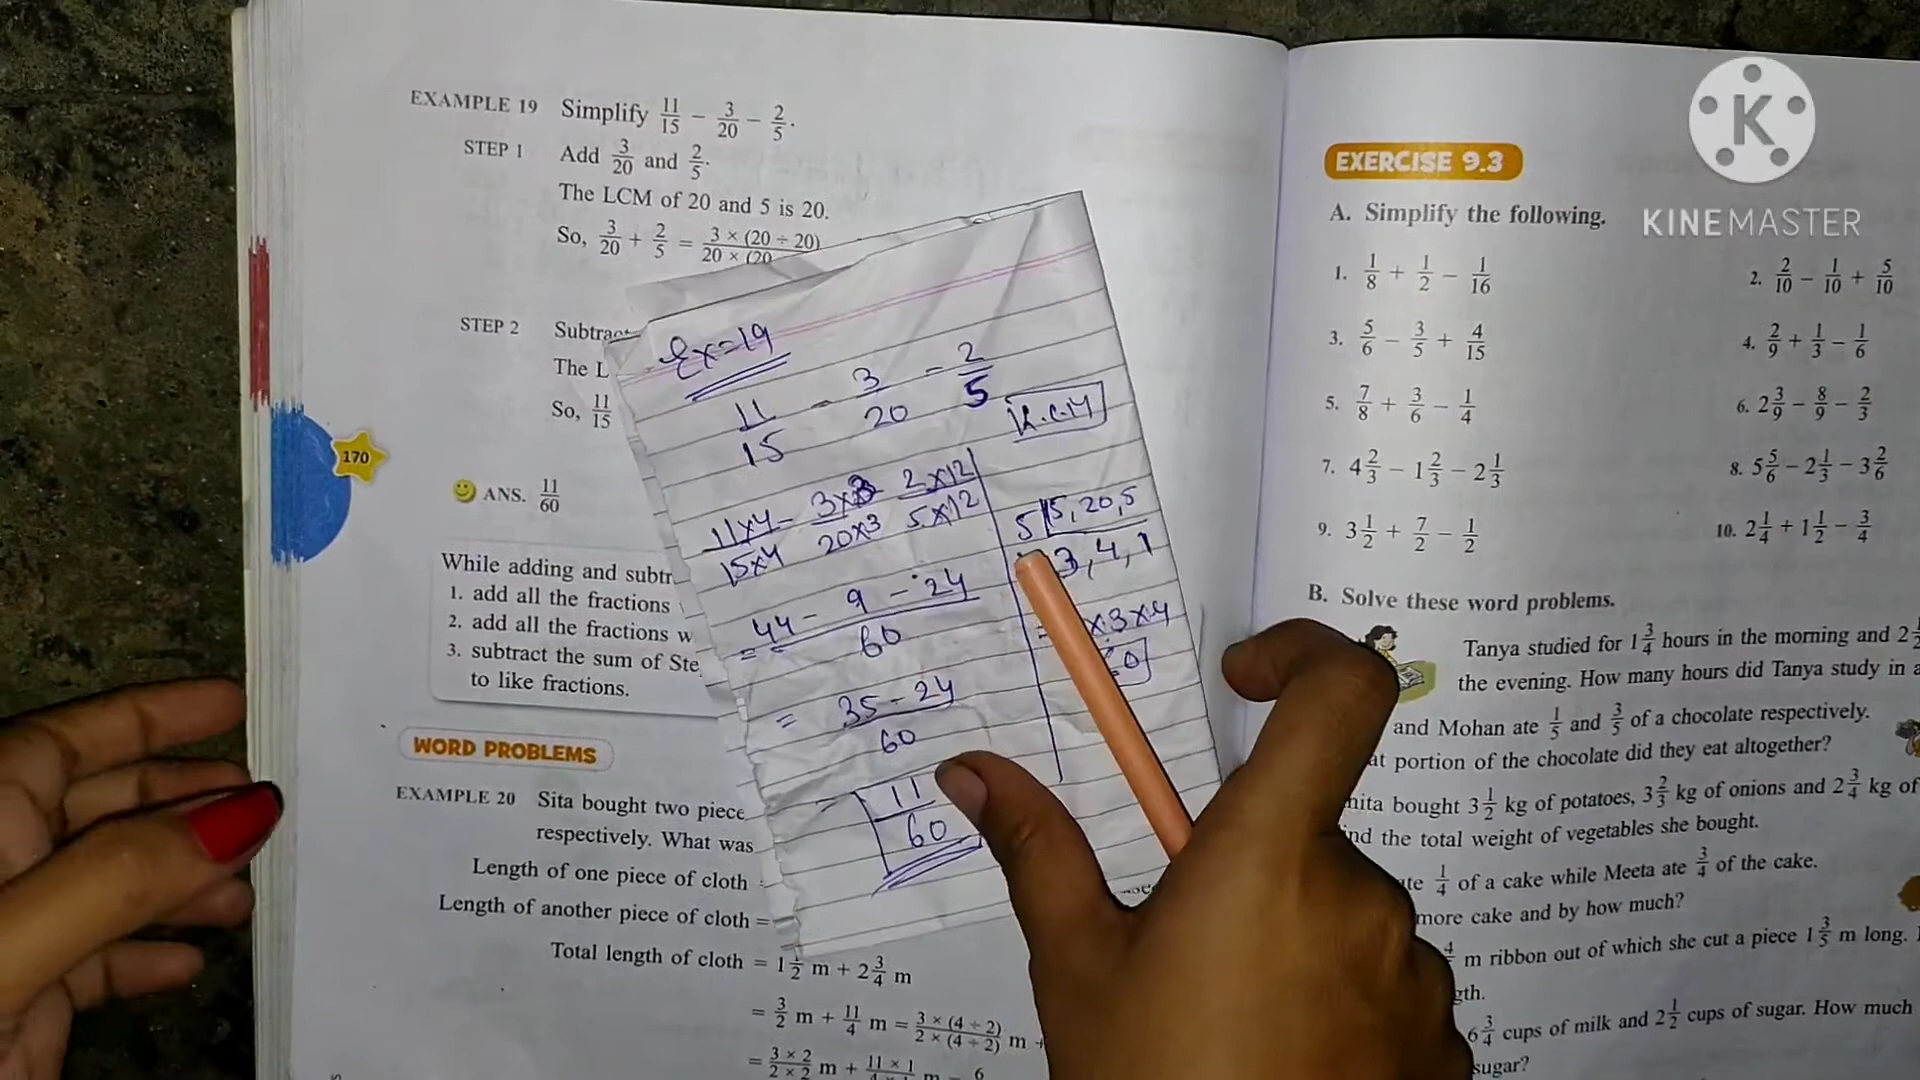 EXAMPLE 19 Simplify 11/15 − 3/20 − 2/5.
STEP 1 Add 3/20 and 2/5.
The LCM of 20 and 5 is 20.
So, 3/20 + 2/5 = 3 × (20 ÷ 20) / 20 × (20
STEP 2 Subtract
The L
So, 11/15
170
ANS. 11/60
While adding and subtr
1. add all the fractions
2. add all the fractions w
3. subtract the sum of Ste
to like fractions.
WORD PROBLEMS
EXAMPLE 20 Sita bought two piece
respectively. What was
Length of one piece of cloth
Length of another piece of cloth =
Total length of cloth = 1 1/2 m + 2 3/4 m
= 3/2 m + 11/4 m = 3 × (4 ÷ 2) / 2 × (4 ÷ 2) m +
= 3 × 2 / 2 × 2 m + 11 × 1
Ex=19
11/15 - 3/20 - 2/5
L.C.M
11×4/15×4 - 3×3/20×3 2×12/5×12
= 44 - 9 - 24 / 60
= 35 - 24 / 60
= 11/60
5 15, 20, 5
3, 4, 1
= ×3×4
EXERCISE 9.3
A. Simplify the following.
1. 1/8 + 1/2 − 1/16
2. 2/10 − 1/10 + 5/10
3. 5/6 − 3/5 + 4/15
4. 2/9 + 1/3 − 1/6
5. 7/8 + 3/6 − 1/4
6. 2 3/9 − 8/9 − 2/3
7. 4 2/3 − 1 2/3 − 2 1/3
8. 5 5/6 − 2 1/3 − 3 2/6
9. 3 1/2 + 7/2 − 1/2
10. 2 1/4 + 1 1/2 − 3/4
B. Solve these word problems.
Tanya studied for 1 3/4 hours in the morning and 2
the evening. How many hours did Tanya study in a
and Mohan ate 1/5 and 3/5 of a chocolate respectively.
at portion of the chocolate did they eat altogether?
nita bought 3 1/2 kg of potatoes, 3 2/3 kg of onions and 2 3/4 kg of
ind the total weight of vegetables she bought.
ate 1/4 of a cake while Meeta ate 3/4 of the cake.
more cake and by how much?
m ribbon out of which she cut a piece 1 3/5 m long.
gth.
6 3/4 cups of milk and 2 1/2 cups of sugar. How much
sugar?
K
KINEMASTER